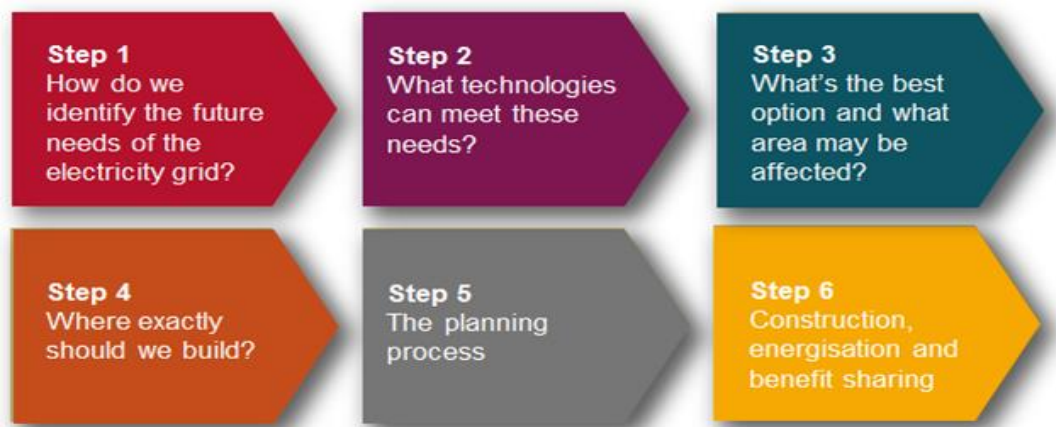 Step 1
How do we
identify the future
needs of the
electricity grid?
Step 2
What technologies
can meet these
needs?
Step 3
What's the best
option and what
area may be
affected?
Step 4
Where exactly
should we build?
Step 5
The planning
process
Step 6
Construction,
energisation and
benefit sharing